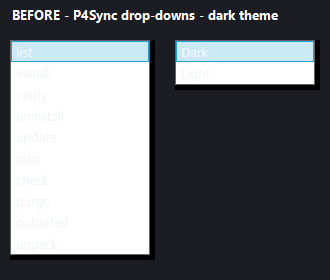 BEFORE - P4Sync drop-downs - dark theme
list
install
verify
uninstall
update
info
check
purge
outdated
unpack
Dark
Light